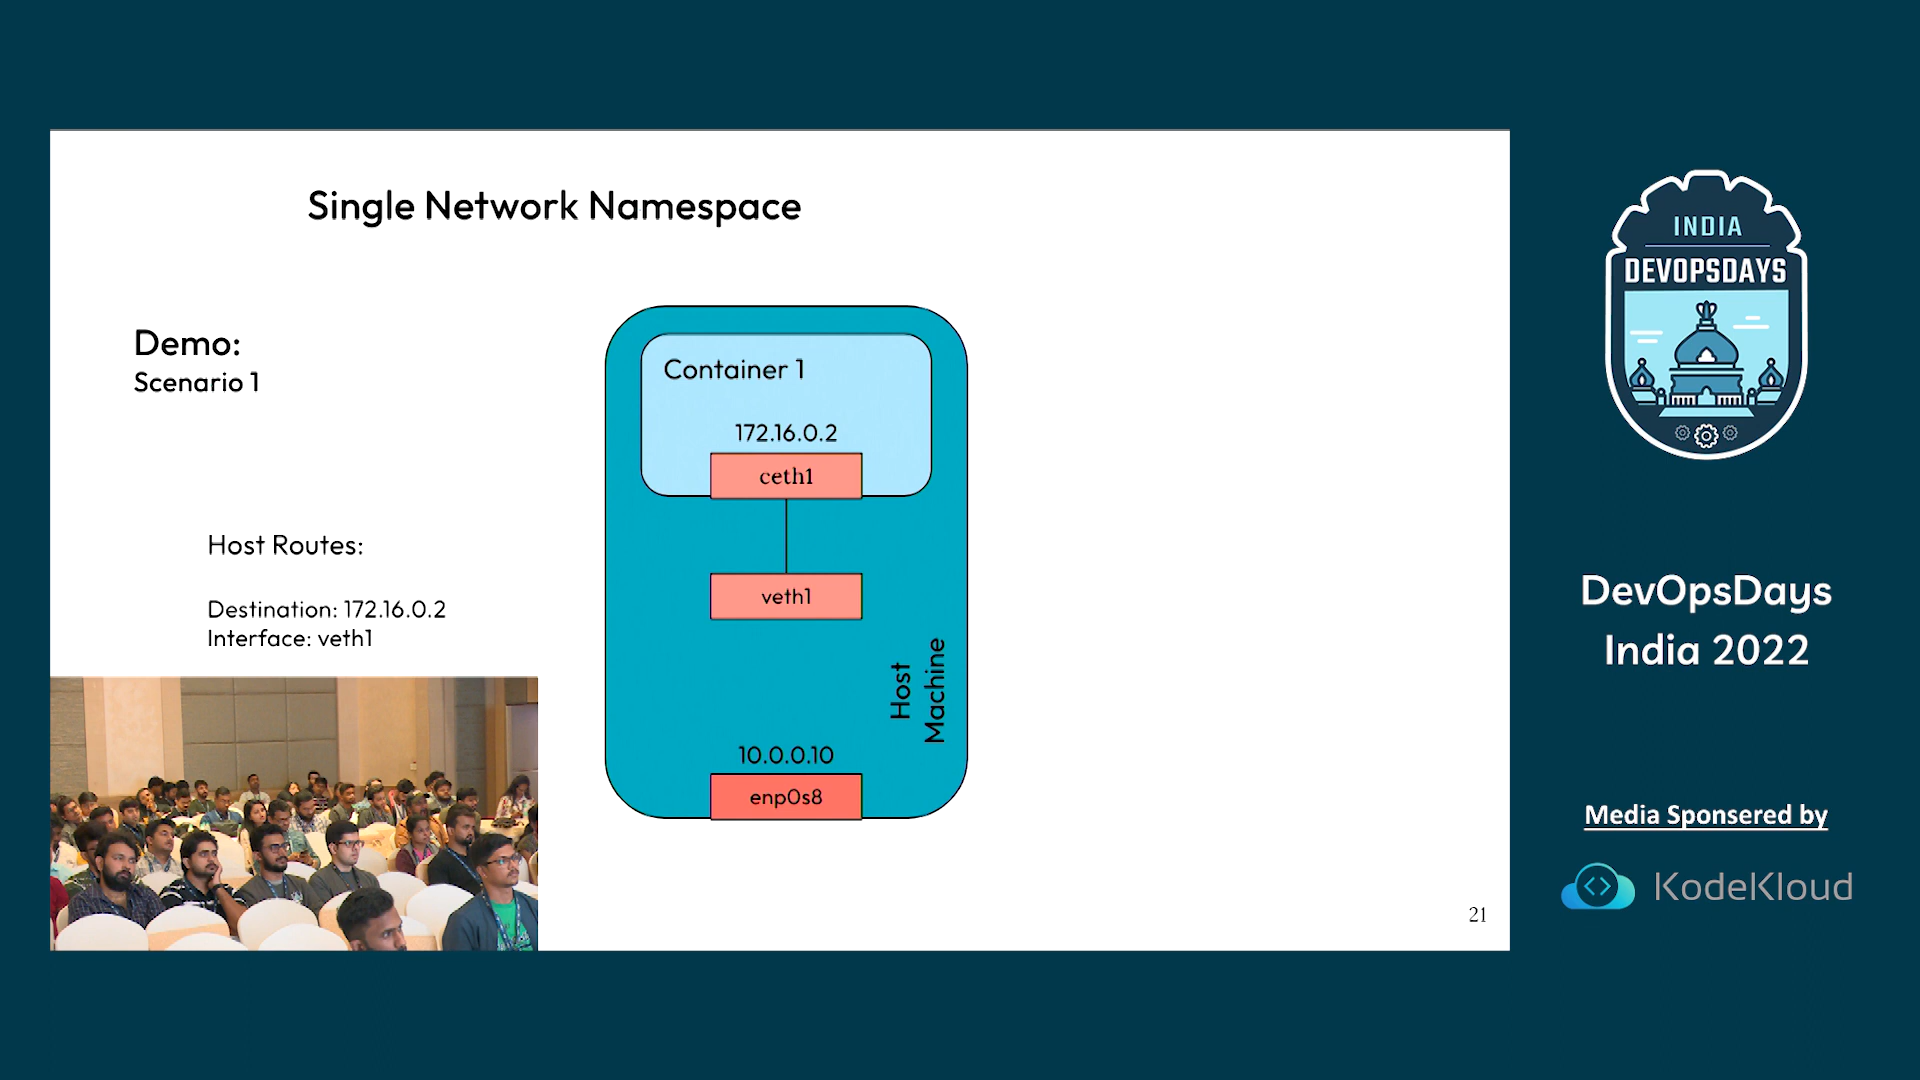 Single Network Namespace
Demo:
Scenario 1
Host Routes:
Destination: 172.16.0.2
Interface: veth1
Container 1
172.16.0.2
ceth1
veth1
Host
Machine
10.0.0.10
enp0s8
21
INDIA
DEVOPSDAYS
DevOpsDays
India 2022
Media Sponsered by
KodeKloud